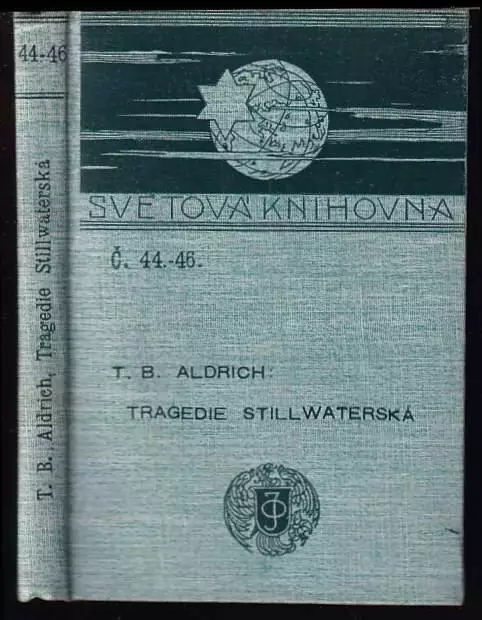 44-46
T. B. Aldrich, Tragedie Stillwaterská
SVĚTOVÁ KNIHOVNA
Č. 44.-46.
T. B. ALDRICH:
TRAGEDIE STILLWATERSKÁ